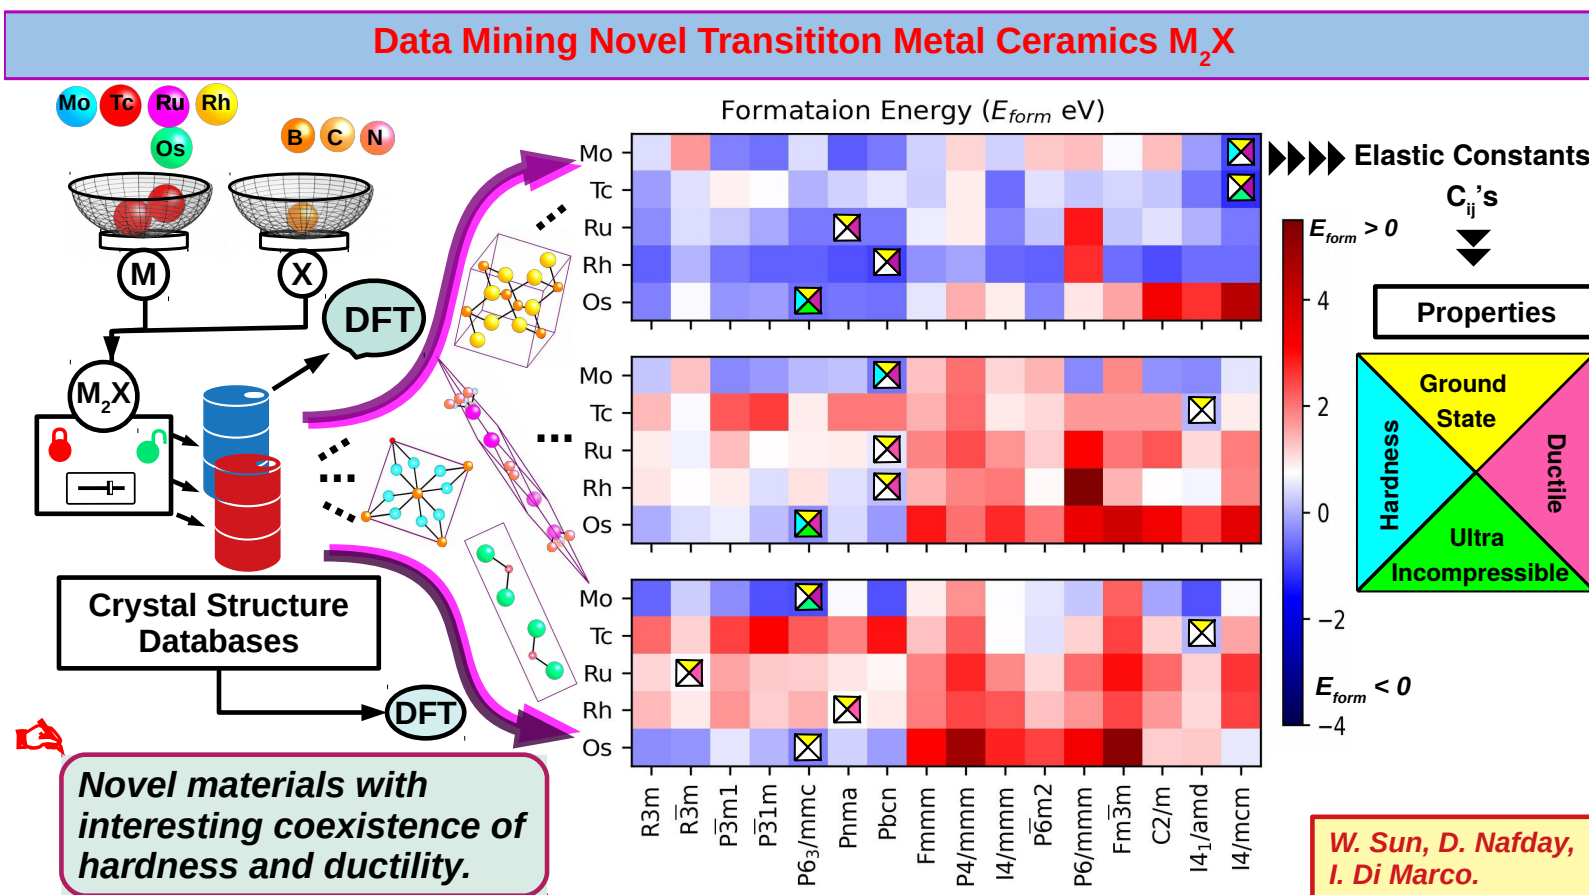 Data Mining Novel Transititon Metal Ceramics M₂X
Mo Tc Ru Rh
Os
B C N
M
X
M₂X
DFT
Crystal Structure
Databases
DFT
Novel materials with
interesting coexistence of
hardness and ductility.
Formataion Energy (E_form eV)
Mo
Tc
Ru
Rh
Os
Mo
Tc
Ru
Rh
Os
Mo
Tc
Ru
Rh
Os
R3m
R3̅m
P3̅m1
P3̅1m
P6₃/mmc
Pnma
Pbcn
Fmmm
P4/mmm
I4/mmm
P6̅m2
P6/mmm
Fm3̅m
C2/m
I4₁/amd
I4/mcm
E_form > 0
4
2
0
−2
E_form < 0
−4
Elastic Constants
C_ij's
Properties
Ground
State
Hardness
Ductile
Ultra
Incompressible
W. Sun, D. Nafday,
I. Di Marco.